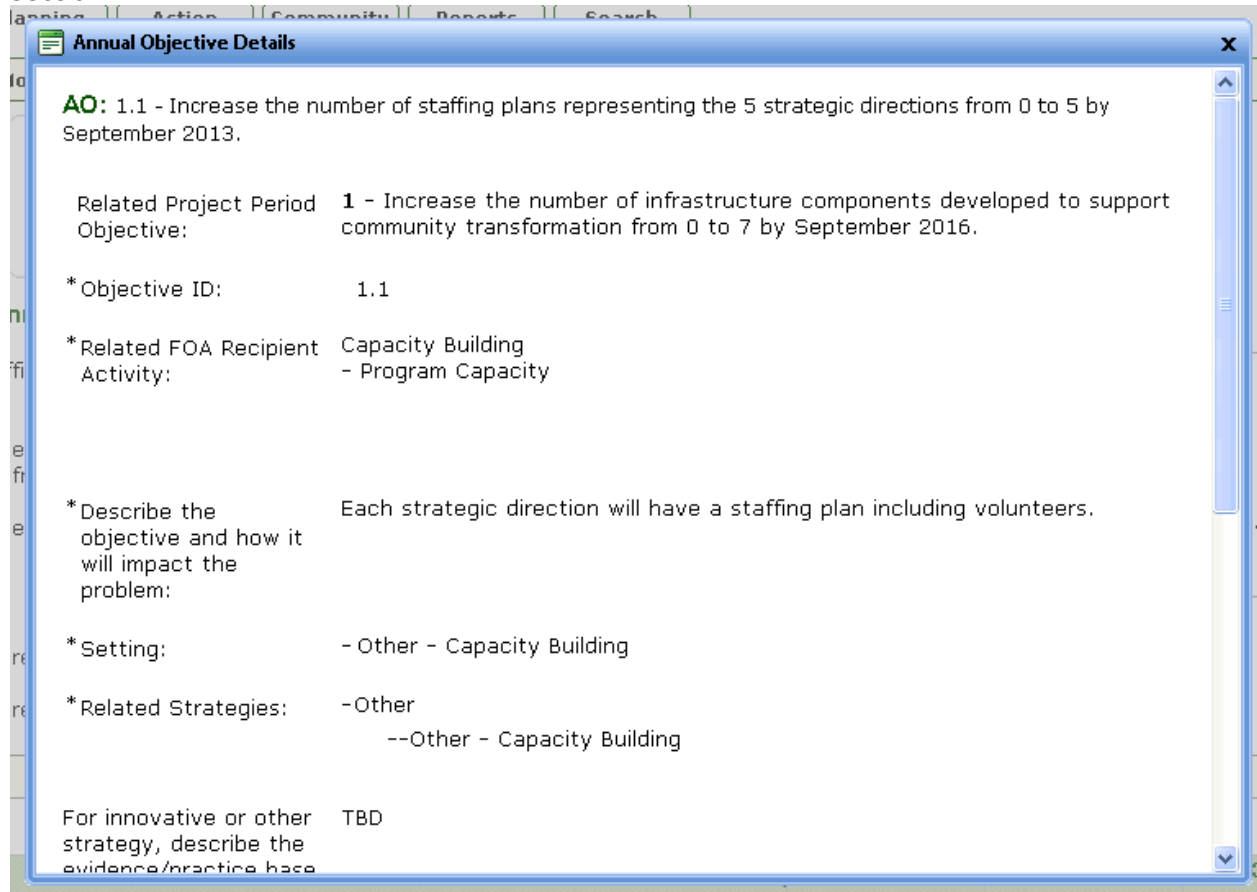 Action Community Reports Search
Annual Objective Details x
AO: 1.1 - Increase the number of staffing plans representing the 5 strategic directions from 0 to 5 by
September 2013.
Related Project Period
Objective:
1 - Increase the number of infrastructure components developed to support
community transformation from 0 to 7 by September 2016.
*Objective ID: 1.1
*Related FOA Recipient
Activity:
Capacity Building
- Program Capacity
*Describe the
objective and how it
will impact the
problem:
Each strategic direction will have a staffing plan including volunteers.
*Setting: - Other - Capacity Building
*Related Strategies: -Other
--Other - Capacity Building
For innovative or other
strategy, describe the
evidence/practice base
TBD